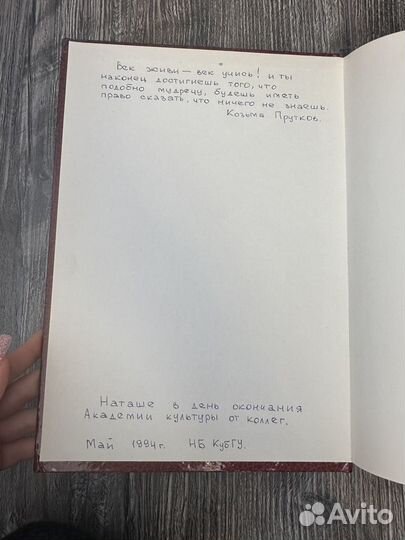 Век живи — век учись! и ты
наконец достигнешь того, что
подобно мудрецу, будешь иметь
право сказать, что ничего не знаешь.
Козьма Прутков.
Наташе в день окончания
Академии культуры от коллег.
Май 1994 г. НБ КубГУ.
Avito